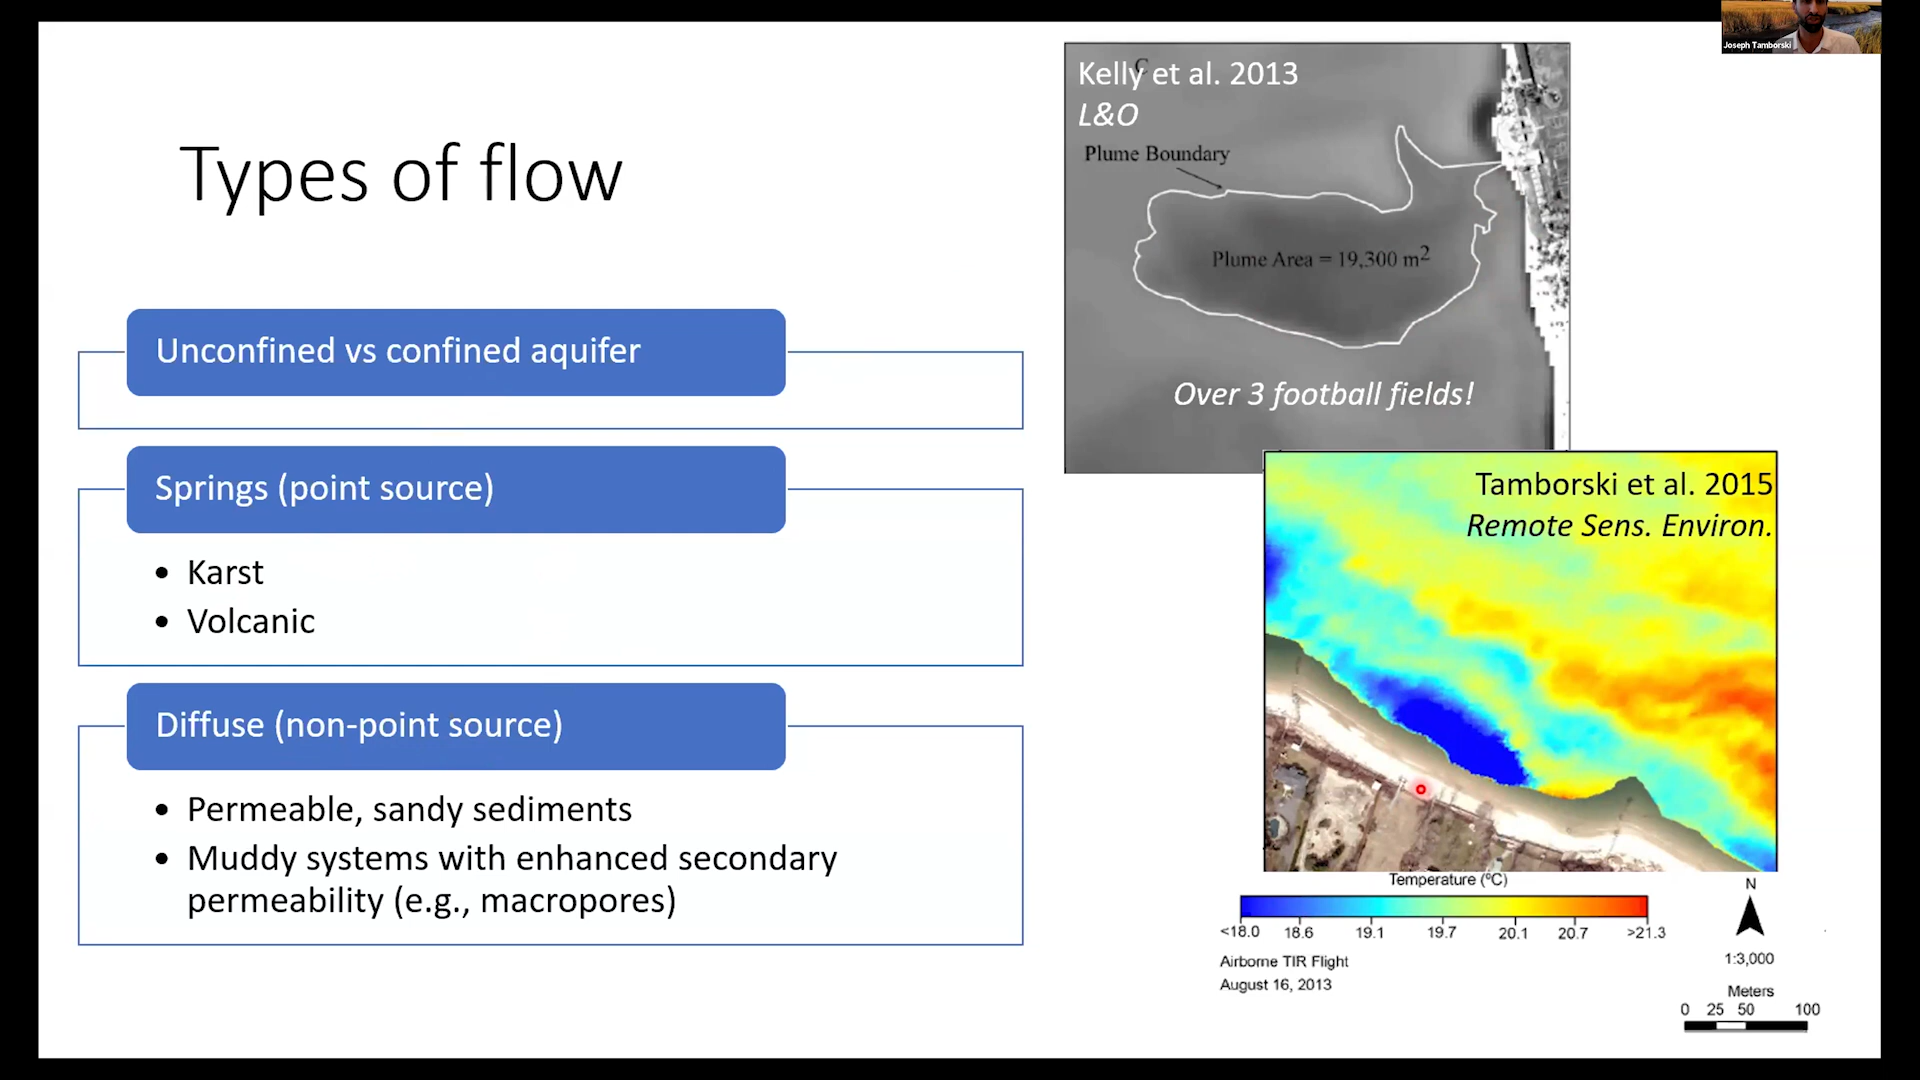 Types of flow
Unconfined vs confined aquifer
Springs (point source)
• Karst
• Volcanic
Diffuse (non-point source)
• Permeable, sandy sediments
• Muddy systems with enhanced secondary
permeability (e.g., macropores)
C
Kelly et al. 2013
L&O
Plume Boundary
Plume Area = 19,300 m²
Over 3 football fields!
Tamborski et al. 2015
Remote Sens. Environ.
Temperature (ºC)
<18.0 18.6 19.1 19.7 20.1 20.7 >21.3
Airborne TIR Flight
August 16, 2013
N
1:3,000
Meters
0 25 50 100
Joseph Tamborski